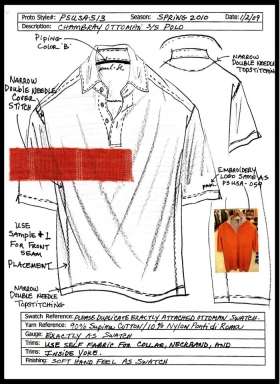 Proto Style#: PSUSA-513 Season: SPRING 2010 Date: 1/2/09
Description: CHAMBRAY OTTOMAN S/S POLO
PIPING
COLOR 'B'
NARROW
DOUBLE NEEDLE
TOPSTITCHING
NARROW
DOUBLE NEEDLE
COVER
STITCH
EMBROIDERY
LOGO SAME AS
PSUSA-059
USE
SAMPLE #1
FOR FRONT
SEAM
PLACEMENT
NARROW
DOUBLE NEEDLE
TOPSTITCHING
Swatch Reference: PLEASE DUPLICATE EXACTLY ATTACHED OTTOMAN SWATCH
Yarn Reference: 90% Supima COTTON/10% Nylon Ponti di Roma
Gauge: EXACTLY AS SWATCH
Trims: USE SELF FABRIC FOR COLLAR, NECKBAND, AND
Trims: INSIDE YOKE.
Finishing: SOFT HAND FEEL AS SWATCH